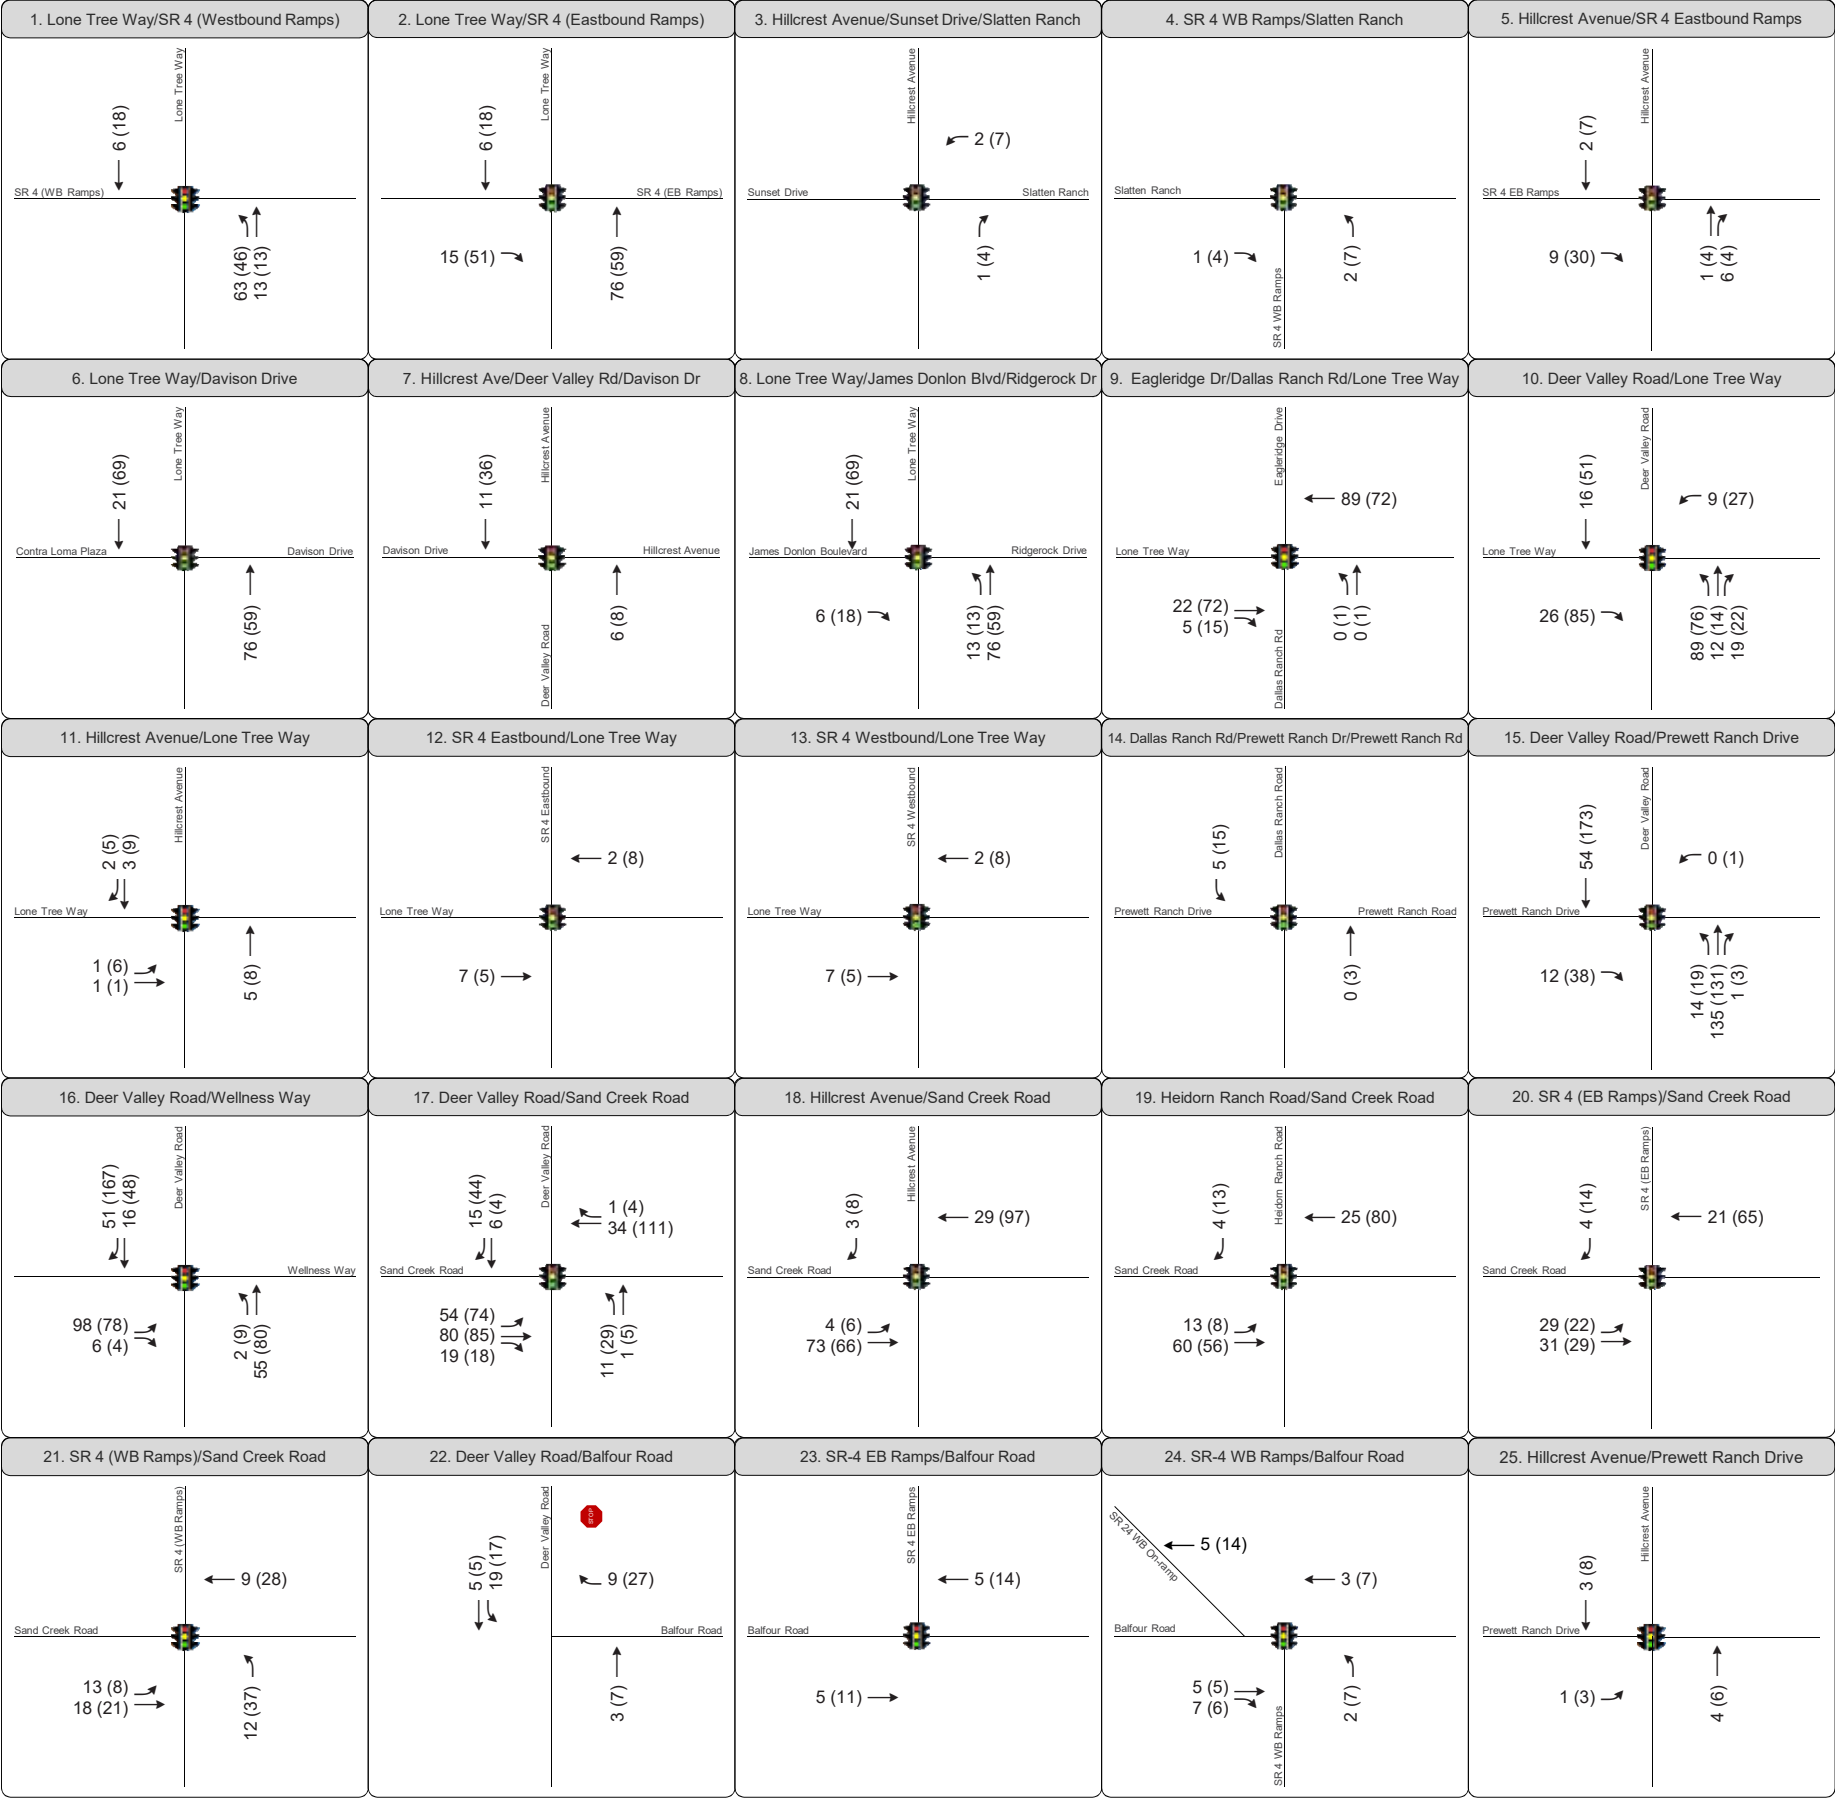 1. Lone Tree Way/SR 4 (Westbound Ramps)
Lone Tree Way
6 (18)
SR 4 (WB Ramps)
63 (46)
13 (13)
2. Lone Tree Way/SR 4 (Eastbound Ramps)
Lone Tree Way
6 (18)
SR 4 (EB Ramps)
15 (51)
76 (59)
3. Hillcrest Avenue/Sunset Drive/Slatten Ranch
Hillcrest Avenue
2 (7)
Sunset Drive
Slatten Ranch
1 (4)
4. SR 4 WB Ramps/Slatten Ranch
Slatten Ranch
1 (4)
SR 4 WB Ramps
2 (7)
5. Hillcrest Avenue/SR 4 Eastbound Ramps
Hillcrest Avenue
2 (7)
SR 4 EB Ramps
9 (30)
1 (4)
6 (4)
6. Lone Tree Way/Davison Drive
Lone Tree Way
21 (69)
Contra Loma Plaza
Davison Drive
76 (59)
7. Hillcrest Ave/Deer Valley Rd/Davison Dr
Hillcrest Avenue
11 (36)
Davison Drive
Hillcrest Avenue
Deer Valley Road
6 (8)
8. Lone Tree Way/James Donlon Blvd/Ridgerock Dr
Lone Tree Way
21 (69)
James Donlon Boulevard
Ridgerock Drive
6 (18)
13 (13)
76 (59)
9. Eagleridge Dr/Dallas Ranch Rd/Lone Tree Way
Eagleridge Drive
89 (72)
Lone Tree Way
22 (72)
5 (15)
Dallas Ranch Rd
0 (1)
0 (1)
10. Deer Valley Road/Lone Tree Way
Deer Valley Road
16 (51)
9 (27)
Lone Tree Way
26 (85)
89 (76)
12 (14)
19 (22)
11. Hillcrest Avenue/Lone Tree Way
Hillcrest Avenue
2 (5)
3 (9)
Lone Tree Way
1 (6)
1 (1)
5 (8)
12. SR 4 Eastbound/Lone Tree Way
SR 4 Eastbound
2 (8)
Lone Tree Way
7 (5)
13. SR 4 Westbound/Lone Tree Way
SR 4 Westbound
2 (8)
Lone Tree Way
7 (5)
14. Dallas Ranch Rd/Prewett Ranch Dr/Prewett Ranch Rd
Dallas Ranch Road
5 (15)
Prewett Ranch Drive
Prewett Ranch Road
0 (3)
15. Deer Valley Road/Prewett Ranch Drive
Deer Valley Road
54 (173)
0 (1)
Prewett Ranch Drive
12 (38)
14 (19)
135 (131)
1 (3)
16. Deer Valley Road/Wellness Way
Deer Valley Road
51 (167)
16 (48)
Wellness Way
98 (78)
6 (4)
2 (9)
55 (80)
17. Deer Valley Road/Sand Creek Road
Deer Valley Road
15 (44)
6 (4)
1 (4)
34 (111)
Sand Creek Road
54 (74)
80 (85)
19 (18)
11 (29)
1 (5)
18. Hillcrest Avenue/Sand Creek Road
Hillcrest Avenue
3 (8)
29 (97)
Sand Creek Road
4 (6)
73 (66)
19. Heidorn Ranch Road/Sand Creek Road
Heidorn Ranch Road
4 (13)
25 (80)
Sand Creek Road
13 (8)
60 (56)
20. SR 4 (EB Ramps)/Sand Creek Road
SR 4 (EB Ramps)
4 (14)
21 (65)
Sand Creek Road
29 (22)
31 (29)
21. SR 4 (WB Ramps)/Sand Creek Road
SR 4 (WB Ramps)
9 (28)
Sand Creek Road
13 (8)
18 (21)
12 (37)
22. Deer Valley Road/Balfour Road
Deer Valley Road
STOP
5 (5)
19 (17)
9 (27)
Balfour Road
3 (7)
23. SR-4 EB Ramps/Balfour Road
SR 4 EB Ramps
5 (14)
Balfour Road
5 (11)
24. SR-4 WB Ramps/Balfour Road
SR 24 WB On-ramp
5 (14)
3 (7)
Balfour Road
5 (5)
7 (6)
SR 4 WB Ramps
2 (7)
25. Hillcrest Avenue/Prewett Ranch Drive
Hillcrest Avenue
3 (8)
Prewett Ranch Drive
1 (3)
4 (6)